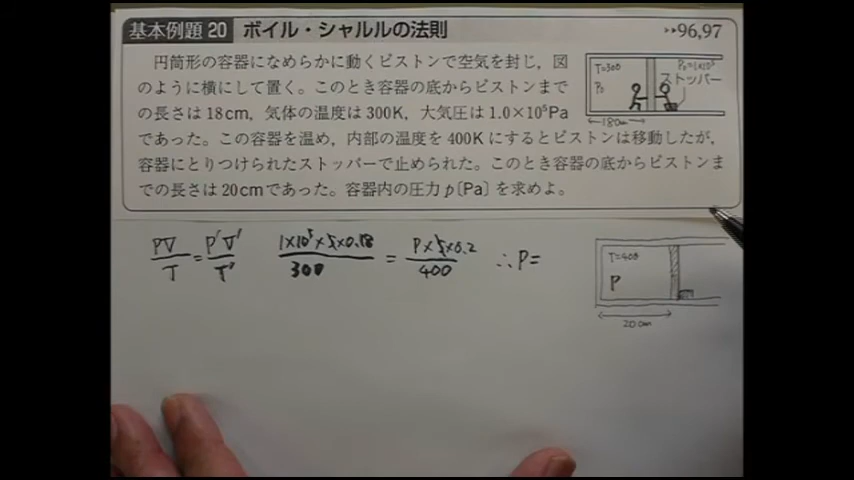 基本例題 20 ボイル・シャルルの法則 ››96,97
円筒形の容器になめらかに動くピストンで空気を封じ，図
のように横にして置く。このとき容器の底からピストンまで
の長さは 18cm，気体の温度は 300K，大気圧は 1.0×10⁵Pa
であった。この容器を温め，内部の温度を 400K にするとピストンは移動したが，
容器にとりつけられたストッパーで止められた。このとき容器の底からピストンま
での長さは 20cm であった。容器内の圧力 p〔Pa〕を求めよ。
T=300 P₀=1×10⁵
P₀ ストッパー
18cm
PV/T = P'V'/T' 1×10⁵×S×0.18/300 = P×S×0.2/400 ∴P=
T=400
P
20cm